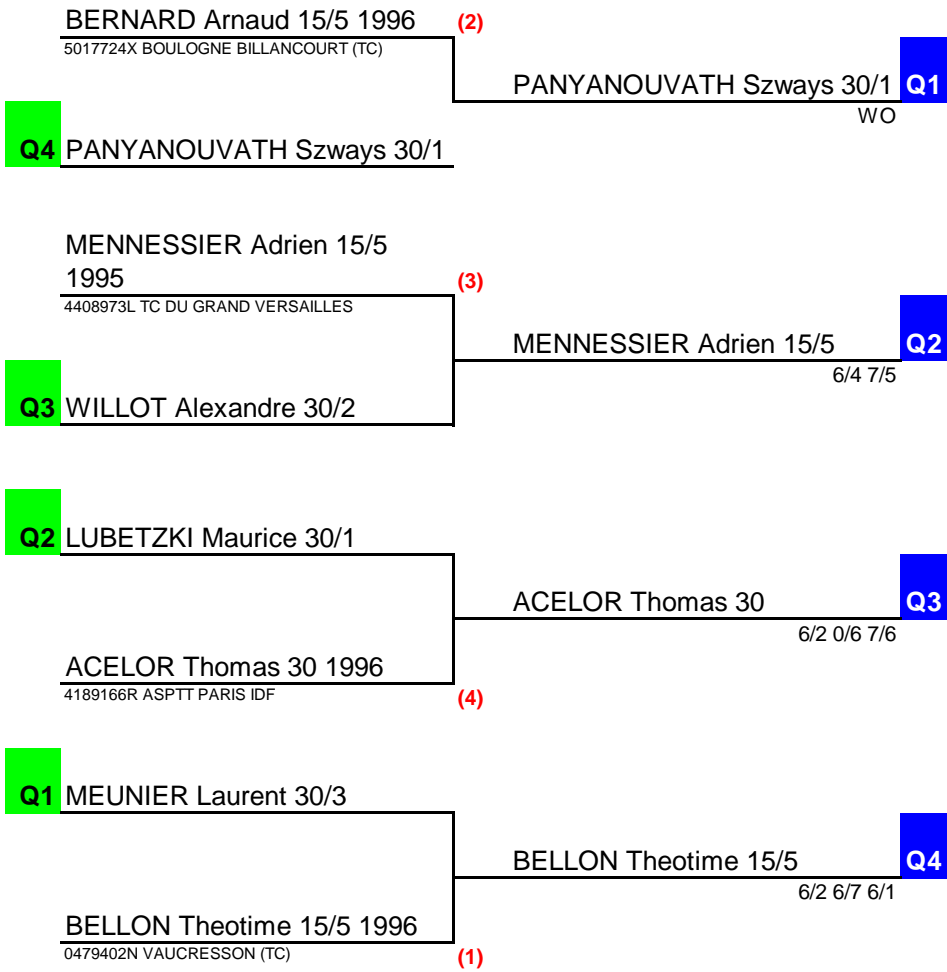 BERNARD Arnaud 15/5 1996 (2)
5017724X BOULOGNE BILLANCOURT (TC)
PANYANOUVATH Szways 30/1 Q1
WO
Q4 PANYANOUVATH Szways 30/1
MENNESSIER Adrien 15/5
1995 (3)
4408973L TC DU GRAND VERSAILLES
MENNESSIER Adrien 15/5 Q2
6/4 7/5
Q3 WILLOT Alexandre 30/2
Q2 LUBETZKI Maurice 30/1
ACELOR Thomas 30 Q3
6/2 0/6 7/6
ACELOR Thomas 30 1996
4189166R ASPTT PARIS IDF (4)
Q1 MEUNIER Laurent 30/3
BELLON Theotime 15/5 Q4
6/2 6/7 6/1
BELLON Theotime 15/5 1996
0479402N VAUCRESSON (TC) (1)